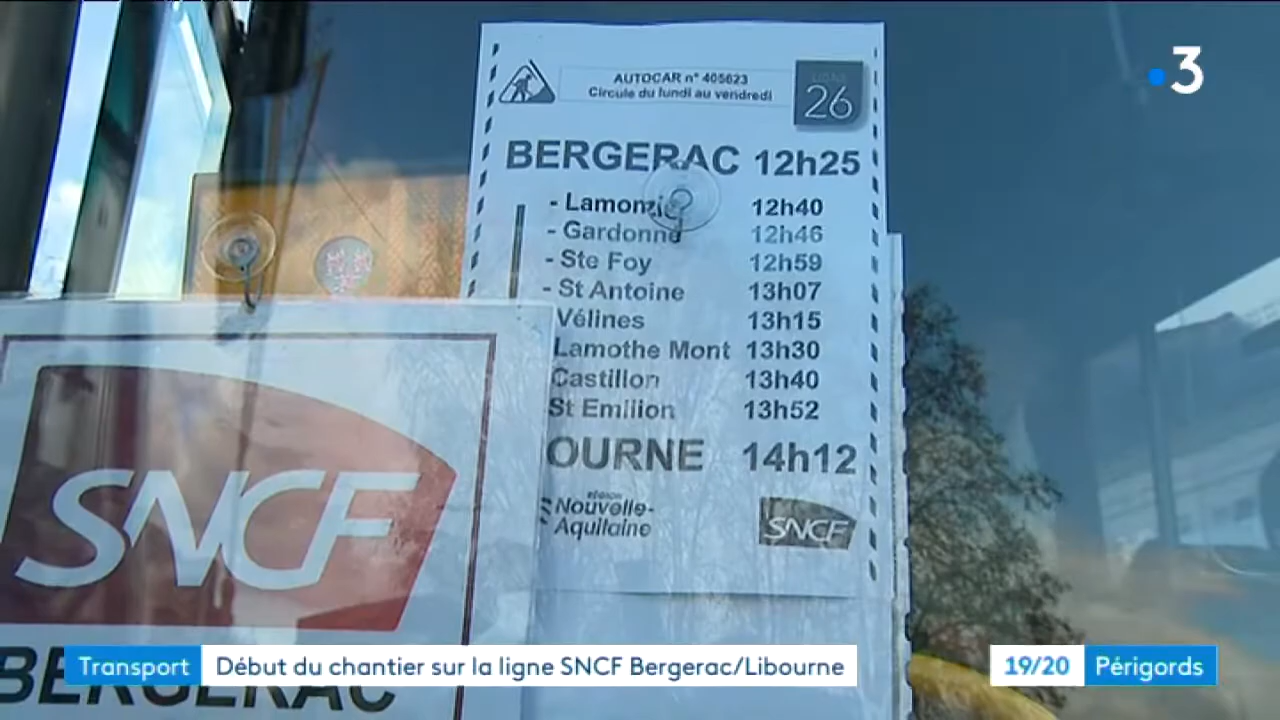 3
AUTOCAR n° 405623
Circule du lundi au vendredi
LIGNE
26
BERGERAC 12h25
- Lamonzie 12h40
- Gardonne 12h46
- Ste Foy 12h59
- St Antoine 13h07
Vélines 13h15
Lamothe Mont 13h30
Castillon 13h40
St Emilion 13h52
OURNE 14h12
RÉGION
Nouvelle-
Aquitaine
SNCF
SNCF
BERGERAC
Transport Début du chantier sur la ligne SNCF Bergerac/Libourne
19/20 Périgords